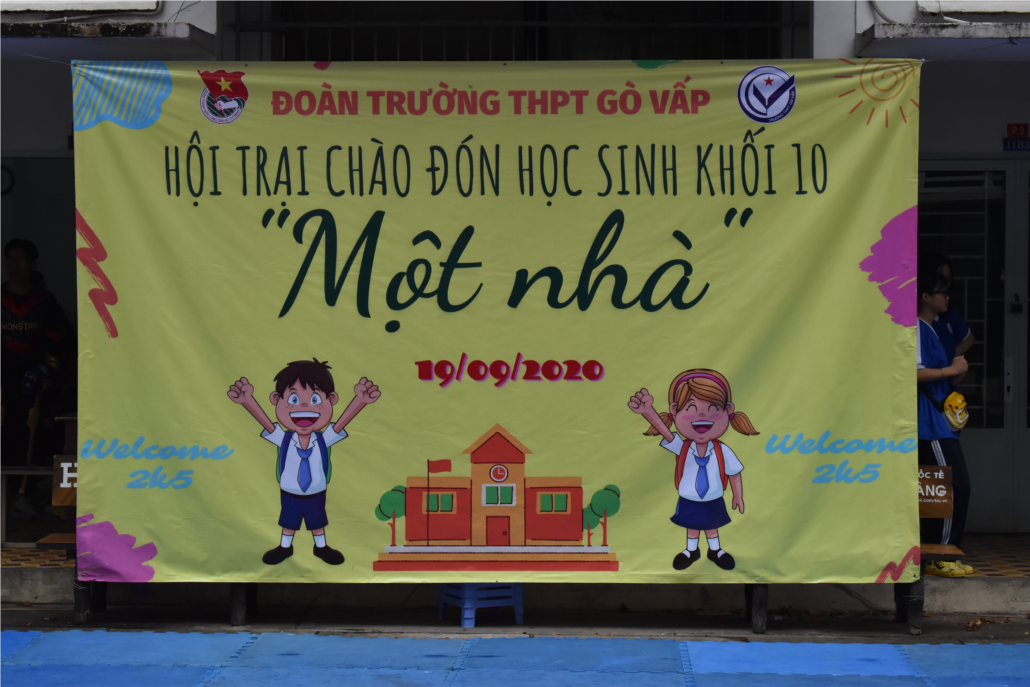 ĐOÀN TRƯỜNG THPT GÒ VẤP
HỘI TRẠI CHÀO ĐÓN HỌC SINH KHỐI 10
"Một nhà"
19/09/2020
Welcome
2k5
Welcome
2k5
MONSTAR